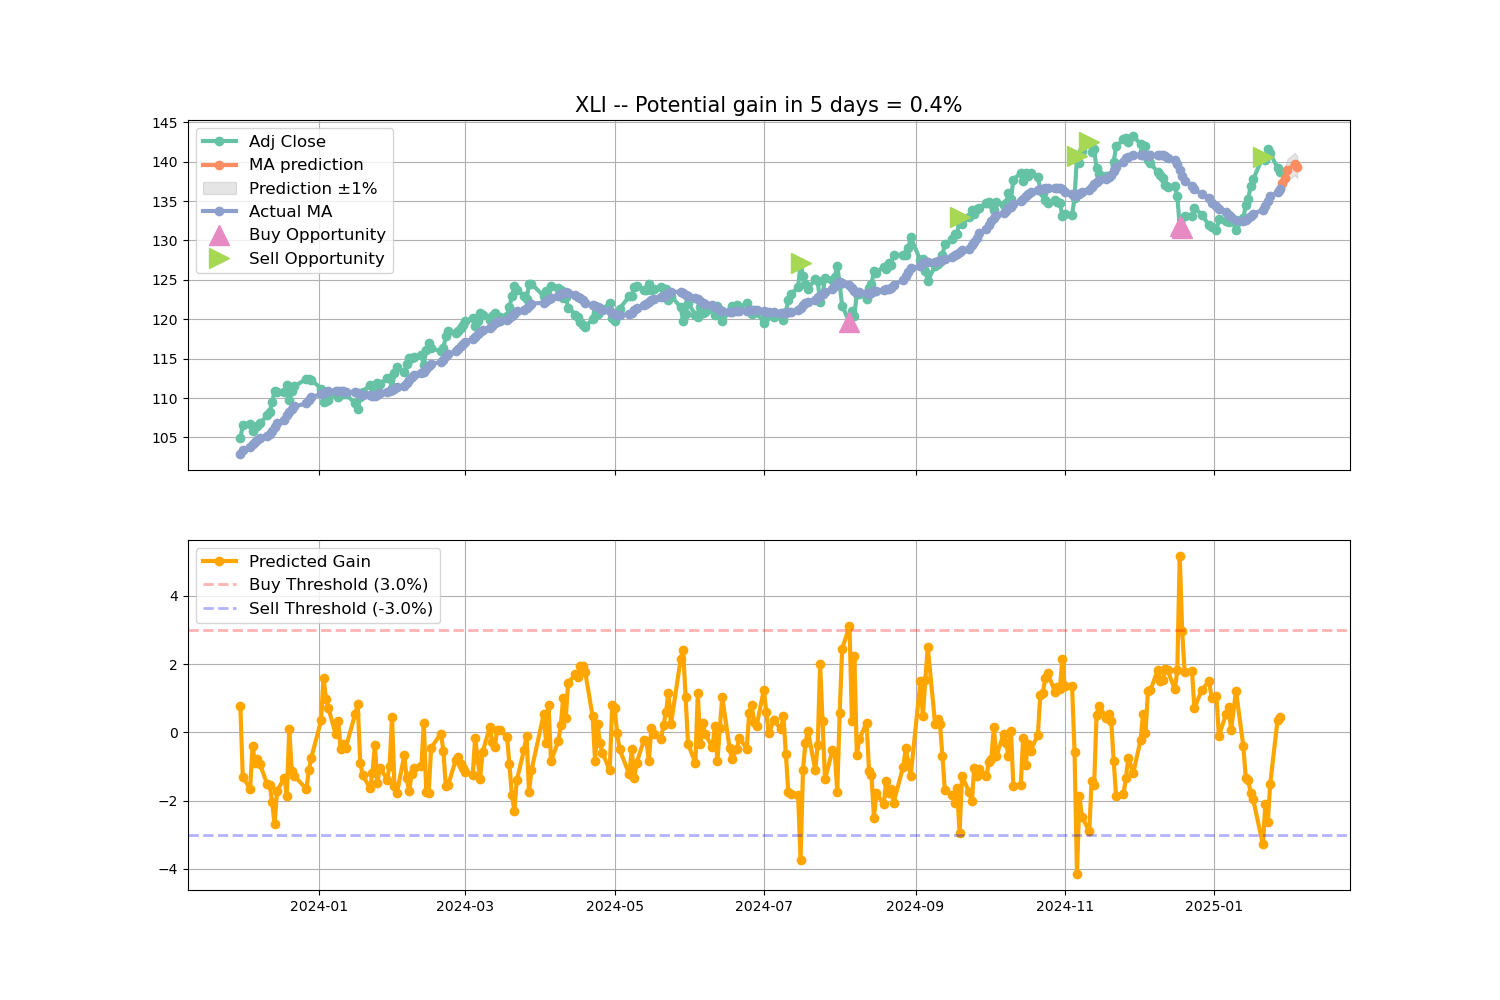 XLI -- Potential gain in 5 days = 0.4%
145
140
135
130
125
120
115
110
105
Adj Close
MA prediction
Prediction ±1%
Actual MA
Buy Opportunity
Sell Opportunity
4
2
0
−2
−4
Predicted Gain
Buy Threshold (3.0%)
Sell Threshold (-3.0%)
2024-01
2024-03
2024-05
2024-07
2024-09
2024-11
2025-01